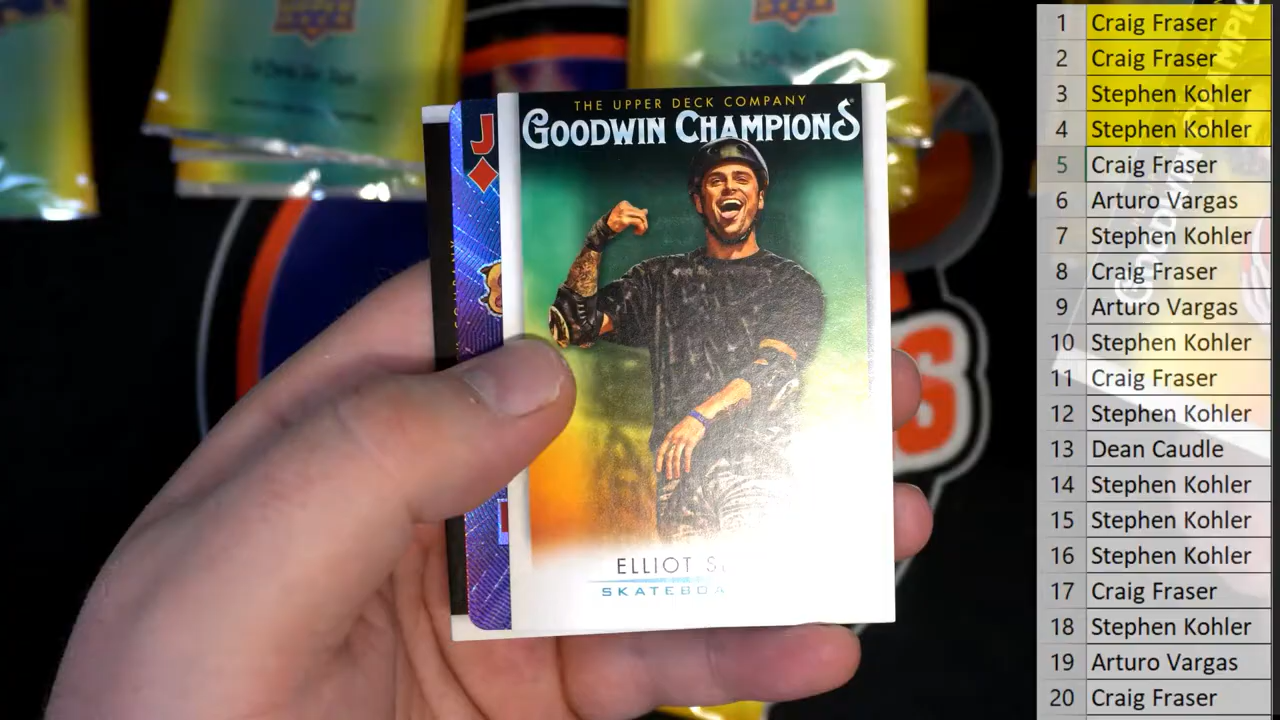 UPPER DECK
THE UPPER DECK COMPANY
GOODWIN CHAMPIONS
J
ELLIOT
1 Craig Fraser
2 Craig Fraser
3 Stephen Kohler
4 Stephen Kohler
5 Craig Fraser
6 Arturo Vargas
7 Stephen Kohler
8 Craig Fraser
9 Arturo Vargas
10 Stephen Kohler
11 Craig Fraser
12 Stephen Kohler
13 Dean Caudle
14 Stephen Kohler
15 Stephen Kohler
16 Stephen Kohler
17 Craig Fraser
18 Stephen Kohler
19 Arturo Vargas
20 Craig Fraser